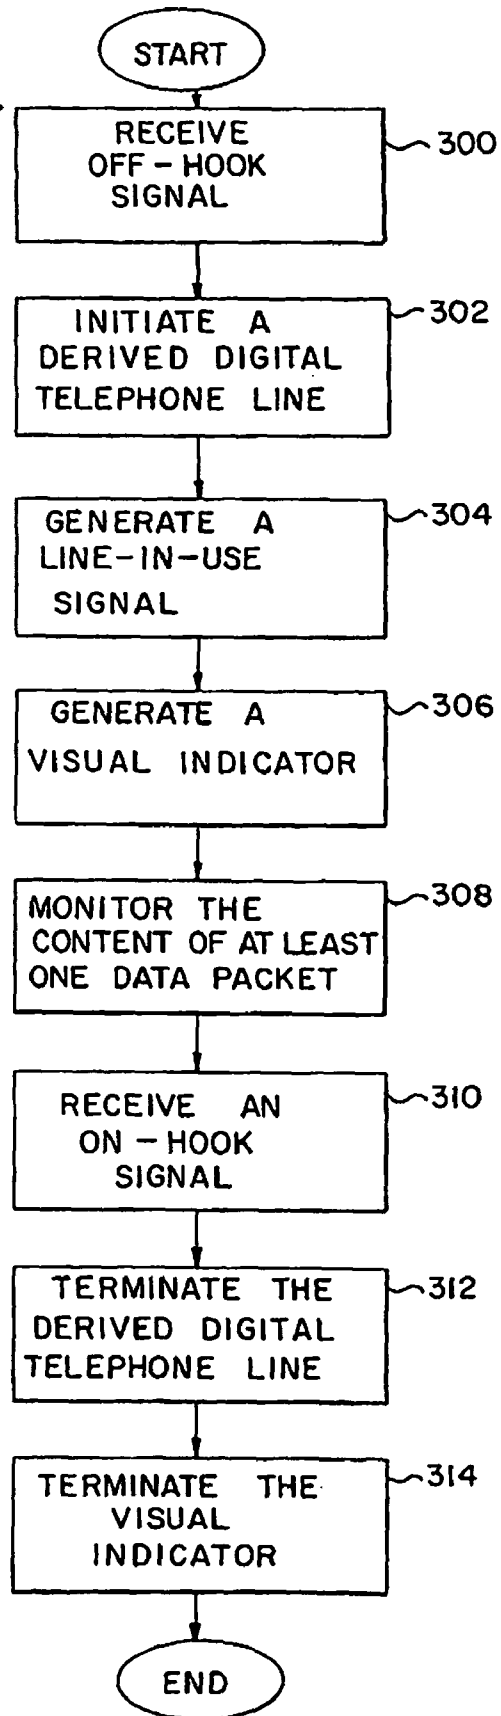 START
RECEIVE
OFF-HOOK
SIGNAL
300
INITIATE A
DERIVED DIGITAL
TELEPHONE LINE
302
GENERATE A
LINE-IN-USE
SIGNAL
304
GENERATE A
VISUAL INDICATOR
306
MONITOR THE
CONTENT OF AT LEAST
ONE DATA PACKET
308
RECEIVE AN
ON-HOOK
SIGNAL
310
TERMINATE THE
DERIVED DIGITAL
TELEPHONE LINE
312
TERMINATE THE
VISUAL
INDICATOR
314
END